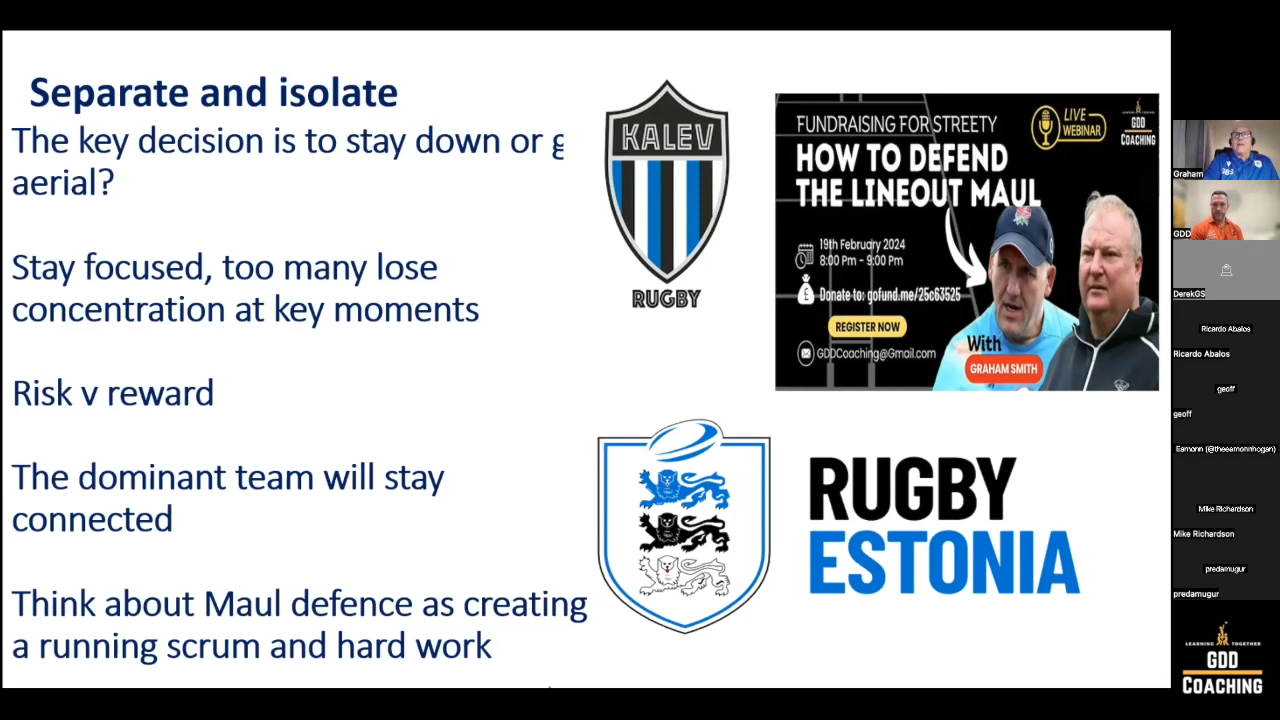 Separate and isolate
The key decision is to stay down or g
aerial?
Stay focused, too many lose
concentration at key moments
Risk v reward
The dominant team will stay
connected
Think about Maul defence as creating
a running scrum and hard work
KALEV
RUGBY
FUNDRAISING FOR STREETY
HOW TO DEFEND
THE LINEOUT MAUL
LIVE
WEBINAR
GDD
COACHING
19th February 2024
8:00 Pm - 9:00 Pm
Donate to: gofund.me/25c63525
REGISTER NOW
GDDCoaching@Gmail.com
With
GRAHAM SMITH
RUGBY
ESTONIA
Graham
GDD
DerekGS
Ricardo Abalos
Ricardo Abalos
geoff
geoff
Eamonn (@theeamonnhogan)
Mike Richardson
Mike Richardson
predamugur
predamugur
LEARNING TOGETHER
GDD
COACHING